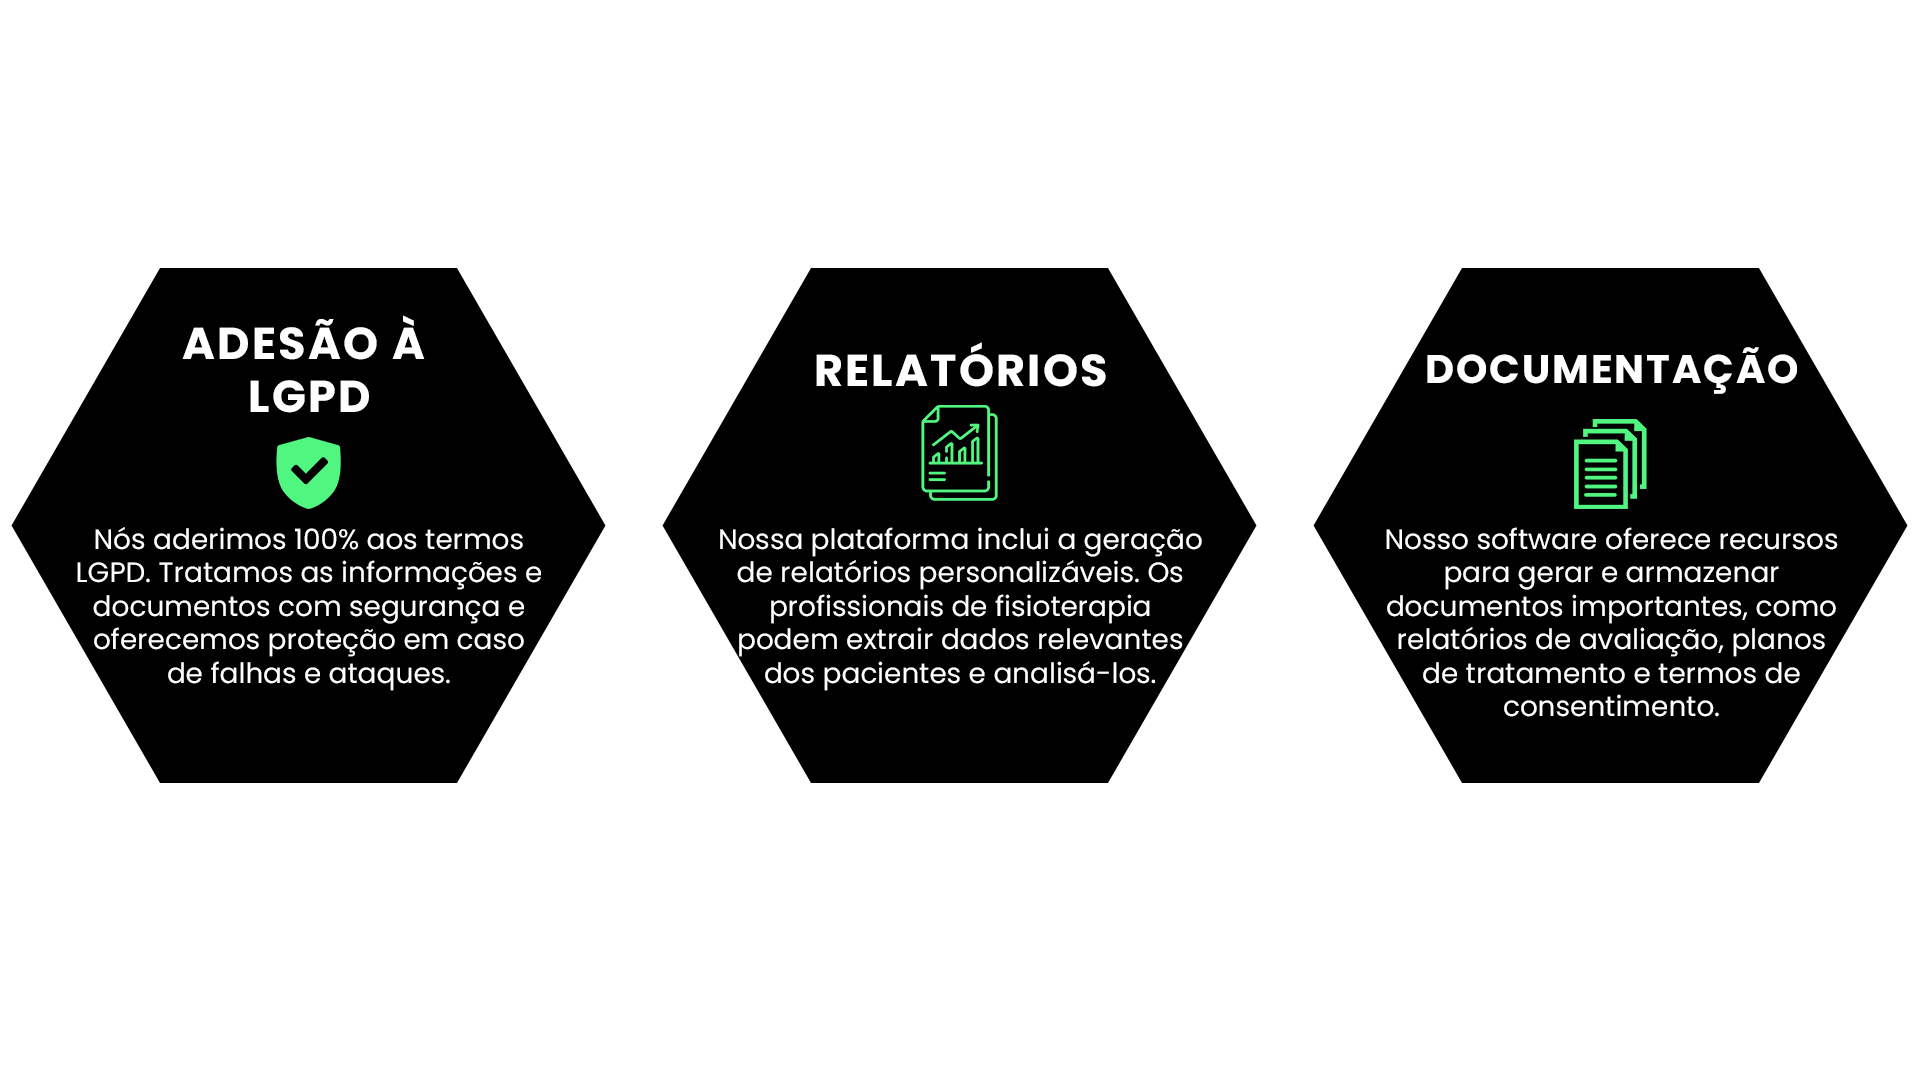 ADESÃO À
LGPD
Nós aderimos 100% aos termos
LGPD. Tratamos as informações e
documentos com segurança e
oferecemos proteção em caso
de falhas e ataques.
RELATÓRIOS
Nossa plataforma inclui a geração
de relatórios personalizáveis. Os
profissionais de fisioterapia
podem extrair dados relevantes
dos pacientes e analisá-los.
DOCUMENTAÇÃO
Nosso software oferece recursos
para gerar e armazenar
documentos importantes, como
relatórios de avaliação, planos
de tratamento e termos de
consentimento.